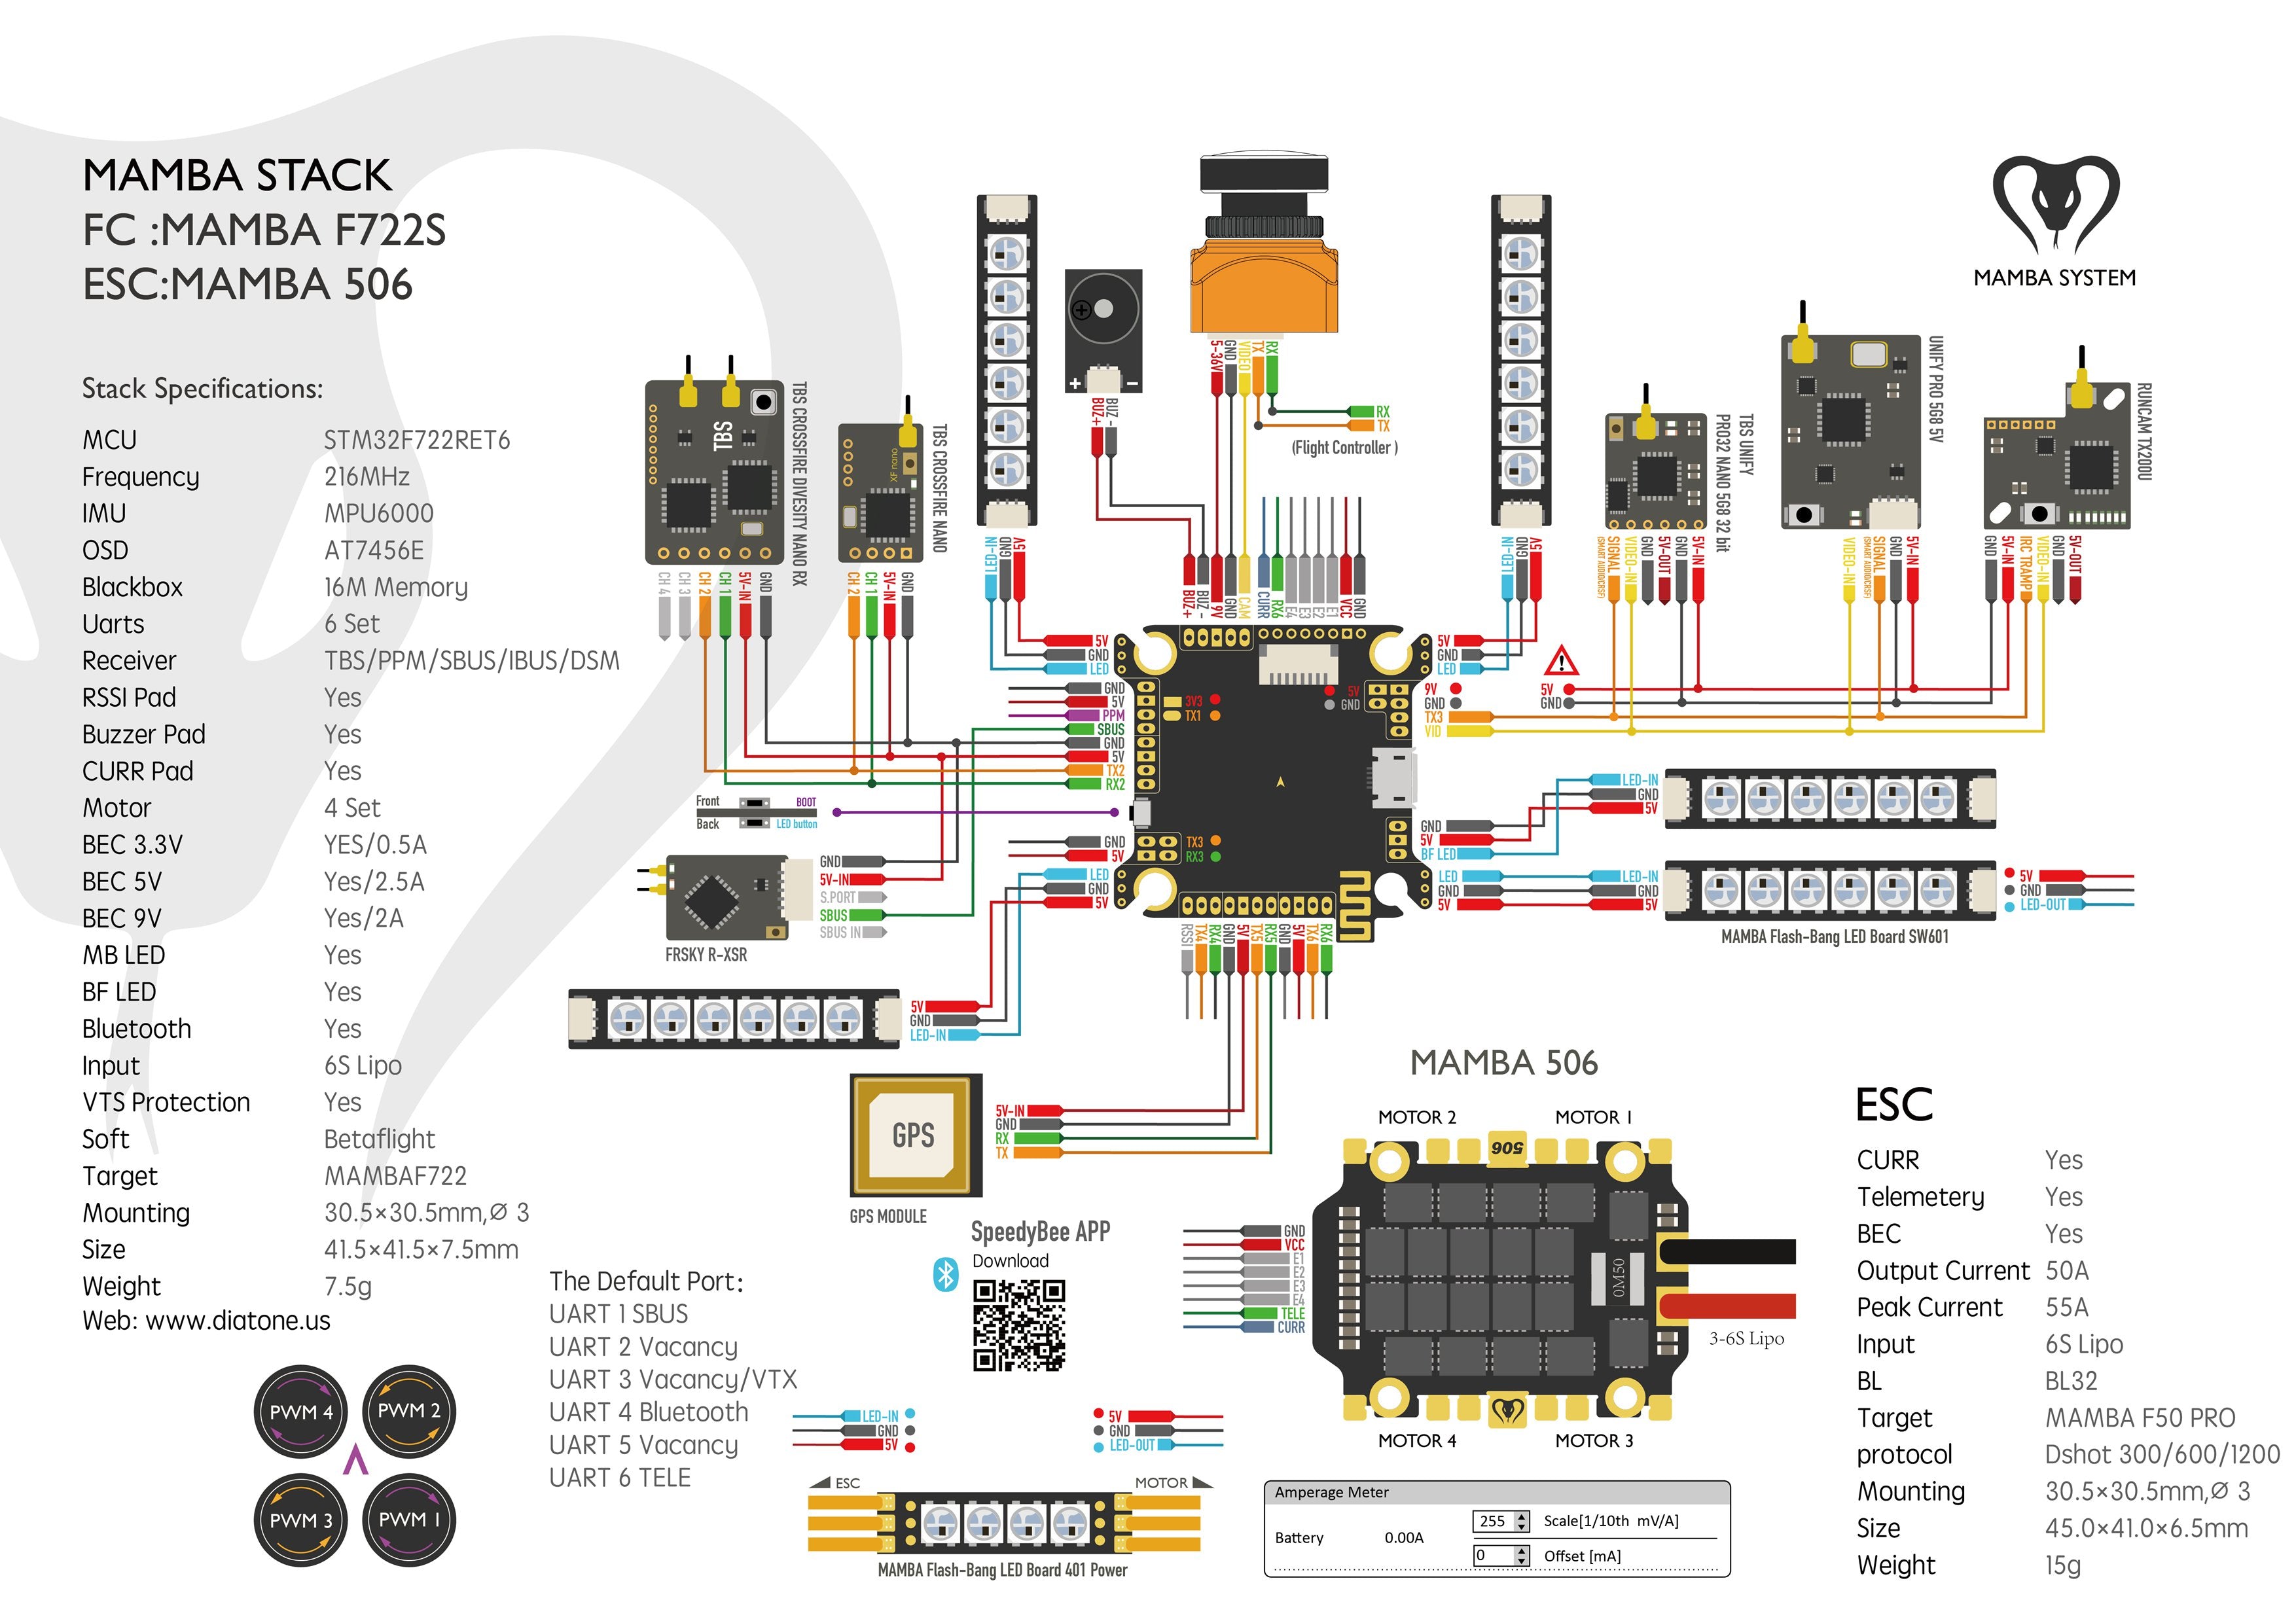 MAMBA STACK
FC :MAMBA F722S
ESC:MAMBA 506
Stack Specifications:
MCU STM32F722RET6
Frequency 216MHz
IMU MPU6000
OSD AT7456E
Blackbox 16M Memory
Uarts 6 Set
Receiver TBS/PPM/SBUS/IBUS/DSM
RSSI Pad Yes
Buzzer Pad Yes
CURR Pad Yes
Motor 4 Set
BEC 3.3V YES/0.5A
BEC 5V Yes/2.5A
BEC 9V Yes/2A
MB LED Yes
BF LED Yes
Bluetooth Yes
Input 6S Lipo
VTS Protection Yes
Soft Betaflight
Target MAMBAF722
Mounting 30.5×30.5mm,Ø 3
Size 41.5×41.5×7.5mm
Weight 7.5g
Web: www.diatone.us
PWM 4
PWM 2
PWM 3
PWM 1
The Default Port:
UART 1 SBUS
UART 2 Vacancy
UART 3 Vacancy/VTX
UART 4 Bluetooth
UART 5 Vacancy
UART 6 TELE
TBS
TBS CROSSFIRE DIVESITY NANO RX
CH 4
CH 3
CH 2
CH 1
5V-IN
GND
XF nano
TBS CROSSFIRE NANO
CH 2
CH 1
5V-IN
GND
LED-IN
GND
5V
+ -
BUZ+
BUZ -
5-36V
GND
VIDEO
TX
RX
RX
TX
(Flight Controller )
BUZ+
BUZ -
9V
GND
CAM
CURR
RX6
E4
E3
E2
E1
VCC
GND
LED-IN
GND
5V
MAMBA SYSTEM
TBS UNIFY
PRO32 NANO 5G8 32 bit
SIGNAL
(SMART AUDIO/CRSF)
VIDEO-IN
GND
5V-OUT
GND
5V-IN
UNIFY PRO 5G8 5V
VIDEO-IN
SIGNAL
(SMART AUDIO/CRSF)
GND
5V-IN
RUNCAM TX200U
GND
5V-IN
IRC TRAMP
VIDEO-IN
GND
5V-OUT
5V
GND
LED
GND
5V
PPM
SBUS
GND
5V
TX2
RX2
3V3
TX1
5V
GND
5V
GND
LED
9V
GND
TX3
VID
5V
GND
Front
Back
BOOT
LED button
GND
5V
TX3
RX3
LED
GND
5V
GND
5V-IN
S.PORT
SBUS
SBUS IN
FRSKY R-XSR
GND
5V
BF LED
LED
GND
5V
LED-IN
GND
5V
LED-IN
GND
5V
5V
GND
LED-OUT
MAMBA Flash-Bang LED Board SW601
RSSI
TX4
RX4
GND
5V
TX5
RX5
GND
5V
TX6
RX6
5V
GND
LED-IN
GPS
GPS MODULE
5V-IN
GND
RX
TX
SpeedyBee APP
Download
LED-IN
GND
5V
5V
GND
LED-OUT
ESC
MOTOR
MAMBA Flash-Bang LED Board 401 Power
MAMBA 506
MOTOR 2
MOTOR 1
506
GND
VCC
E1
E2
E3
E4
TELE
CURR
0M50
3-6S Lipo
MOTOR 4
MOTOR 3
Amperage Meter
Battery 0.00A
255 Scale[1/10th mV/A]
0 Offset [mA]
ESC
CURR Yes
Telemetery Yes
BEC Yes
Output Current 50A
Peak Current 55A
Input 6S Lipo
BL BL32
Target MAMBA F50 PRO
protocol Dshot 300/600/1200
Mounting 30.5×30.5mm,Ø 3
Size 45.0×41.0×6.5mm
Weight 15g